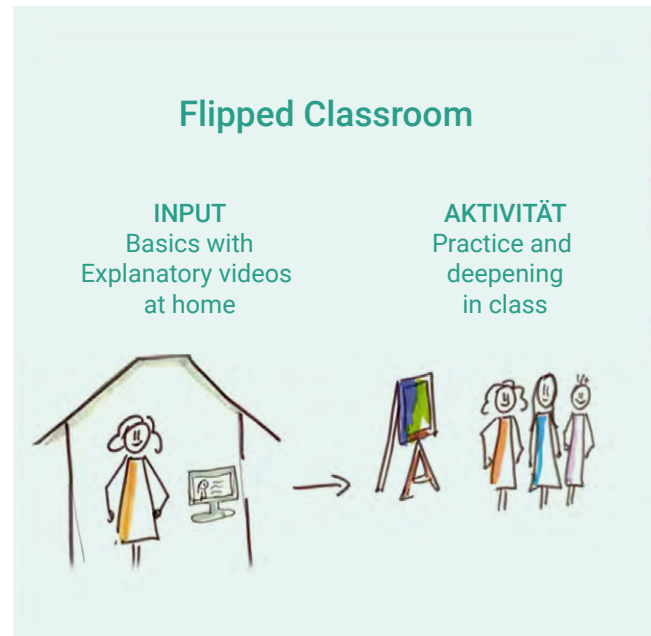 Flipped Classroom
INPUT
Basics with
Explanatory videos
at home
AKTIVITÄT
Practice and
deepening
in class